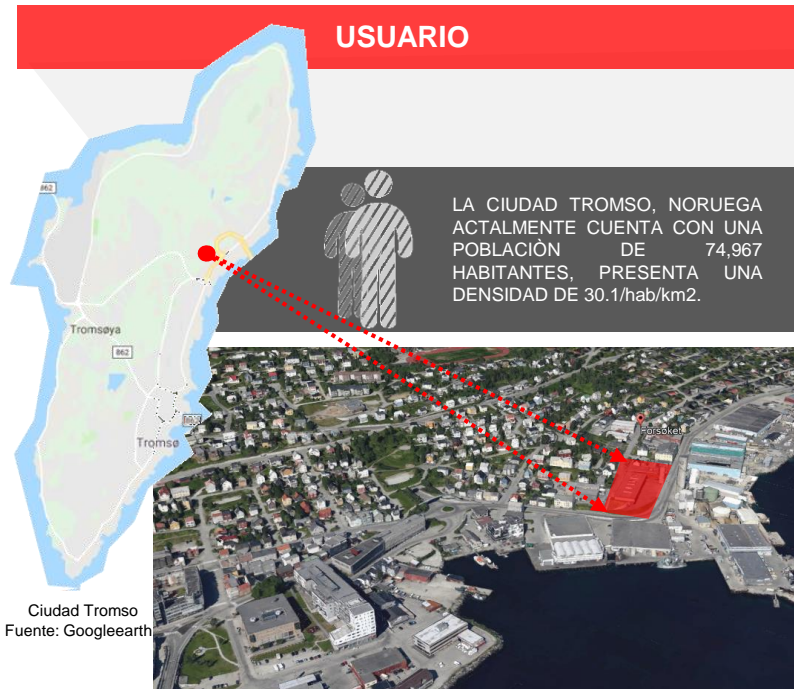 USUARIO
LA CIUDAD TROMSO, NORUEGA
ACTALMENTE CUENTA CON UNA
POBLACIÒN DE 74,967
HABITANTES, PRESENTA UNA
DENSIDAD DE 30.1/hab/km2.
862
Tromsøya
862
Tromsø
Forsøket
Ciudad Tromso
Fuente: Googleearth